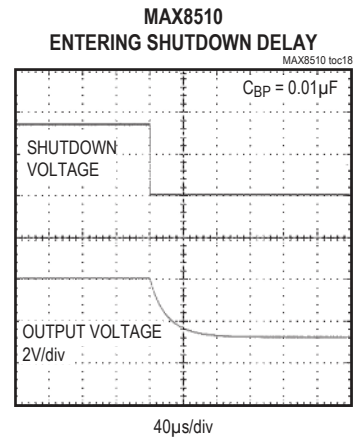 MAX8510
ENTERING SHUTDOWN DELAY
MAX8510 toc18
CBP = 0.01µF
SHUTDOWN
VOLTAGE
OUTPUT VOLTAGE
2V/div
40µs/div